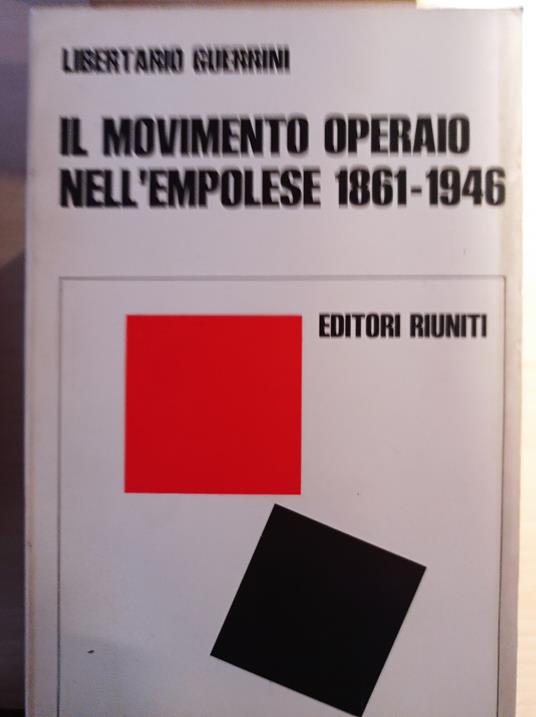 LIBERTARIO GUERRINI
IL MOVIMENTO OPERAIO
NELL'EMPOLESE 1861-1946
EDITORI RIUNITI